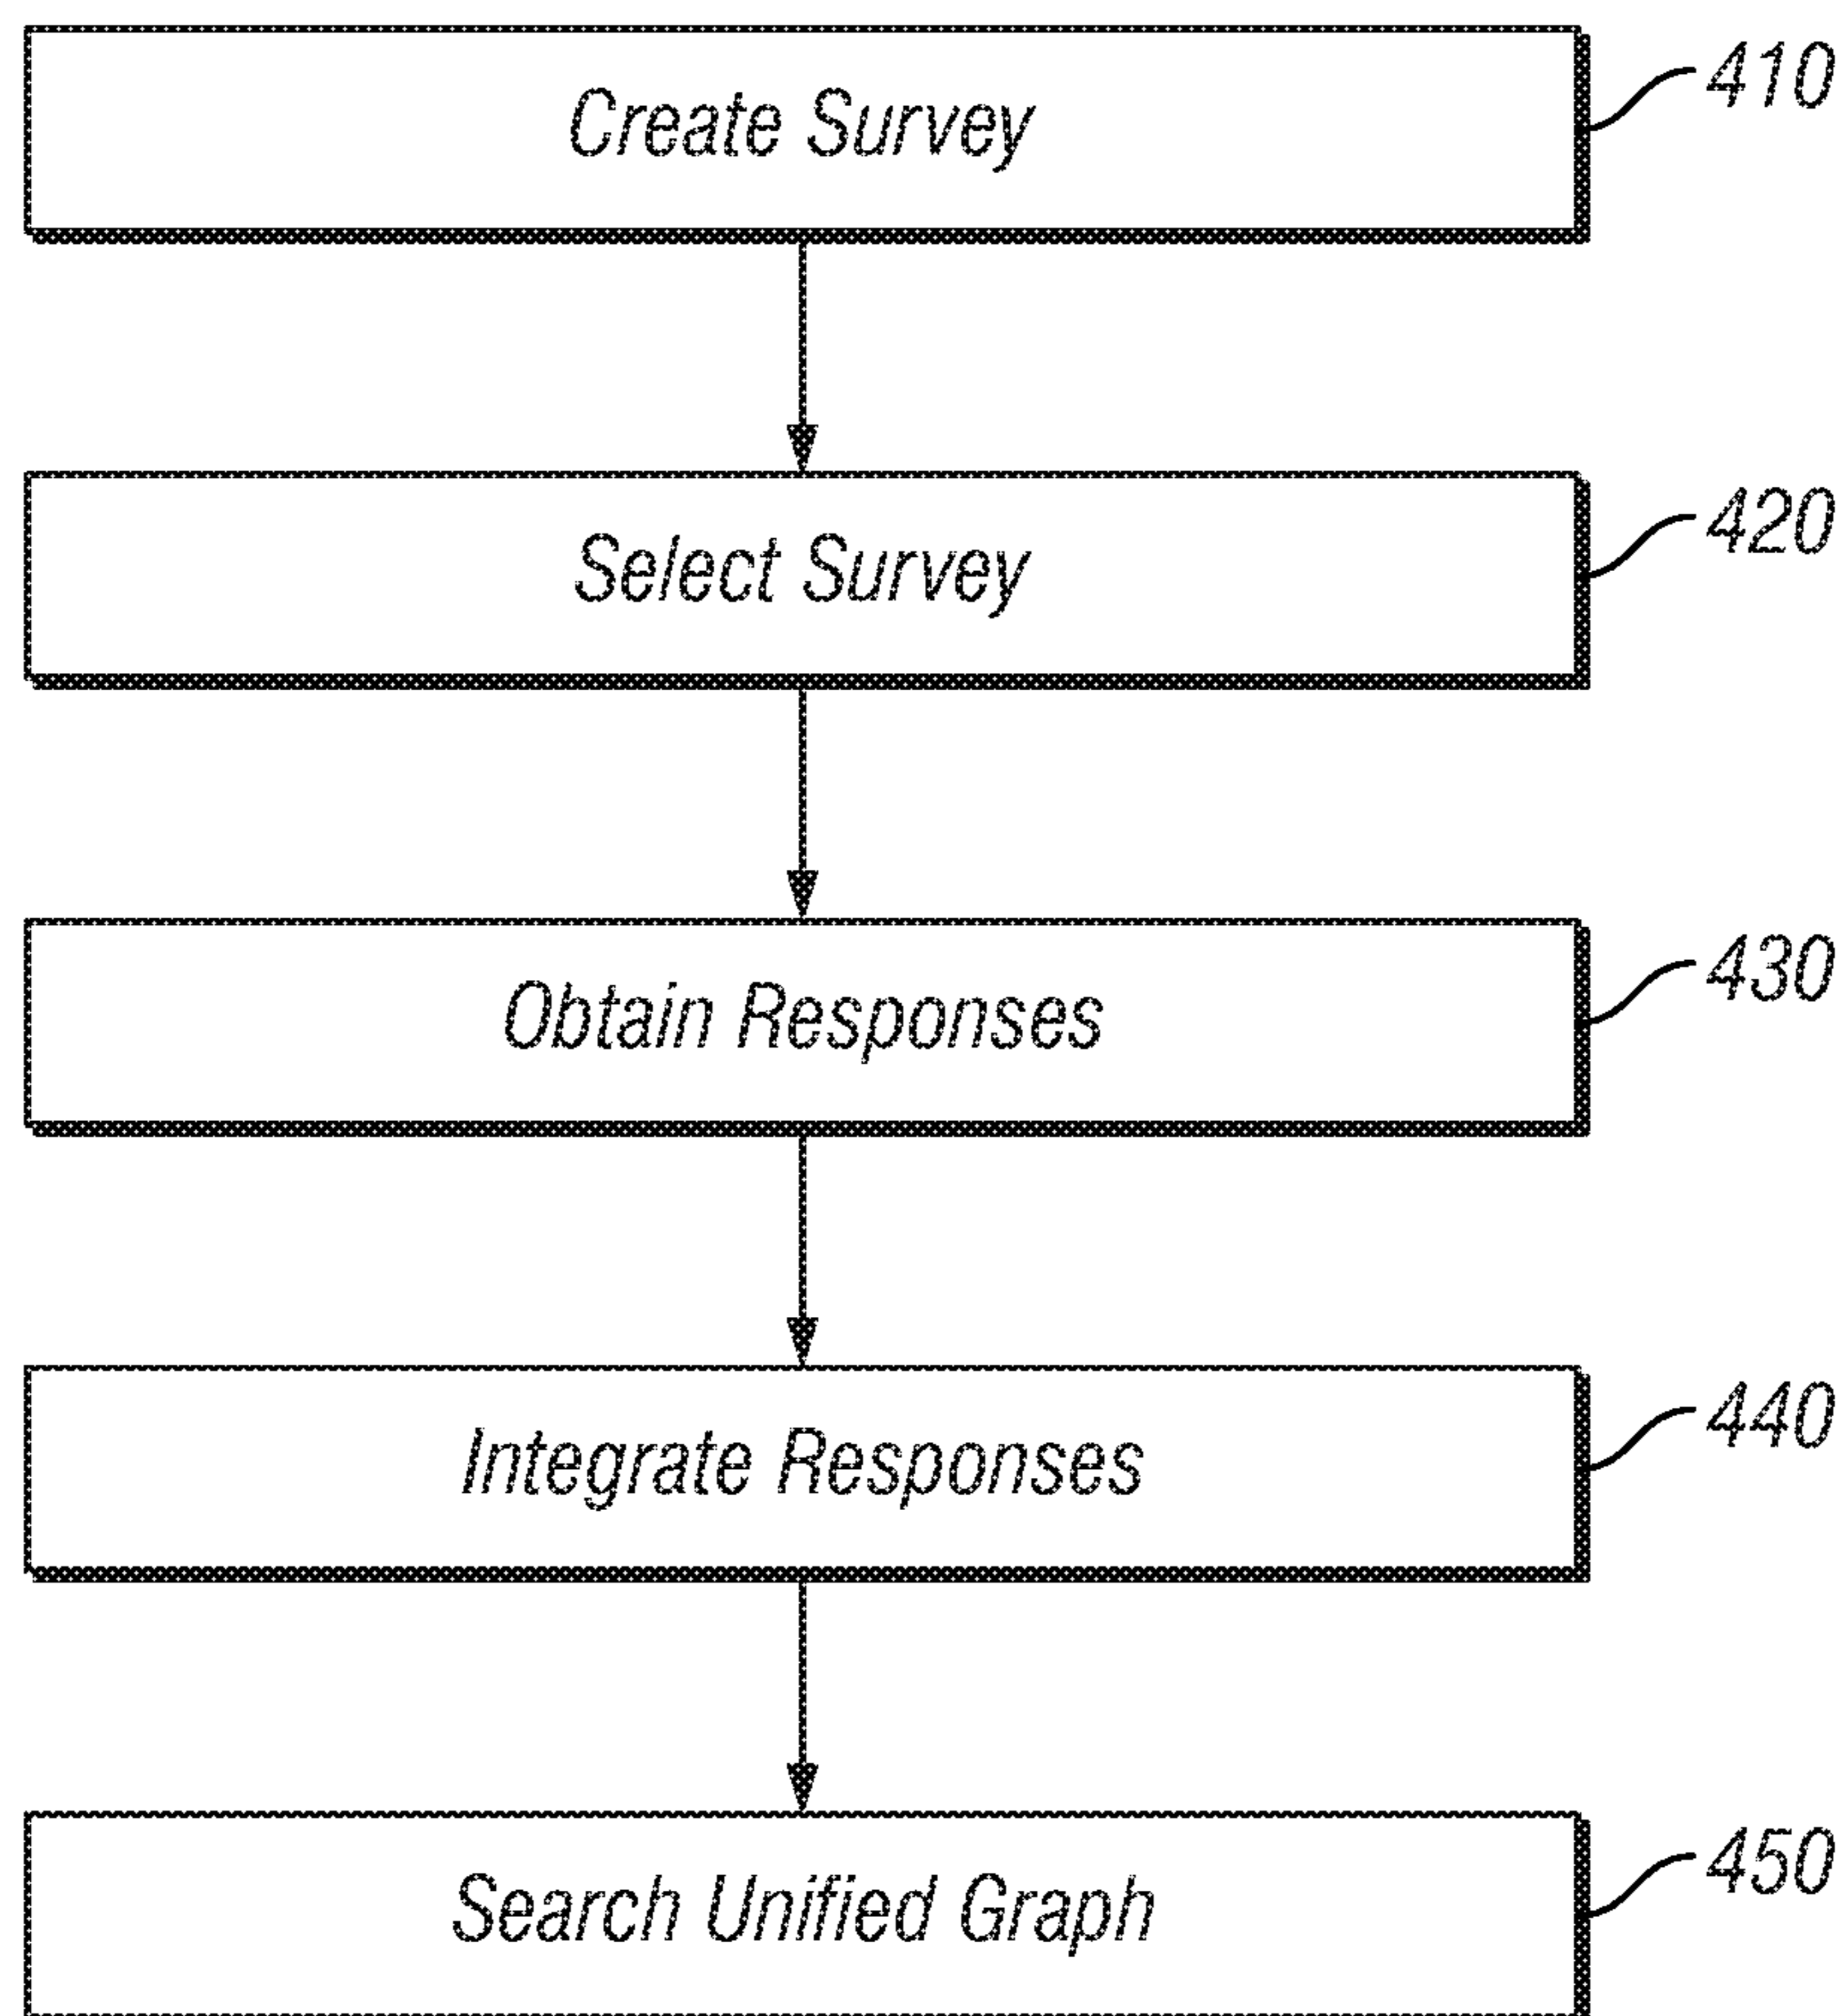 Create Survey
410
Select Survey
420
Obtain Responses
430
Integrate Responses
440
Search Unified Graph
450